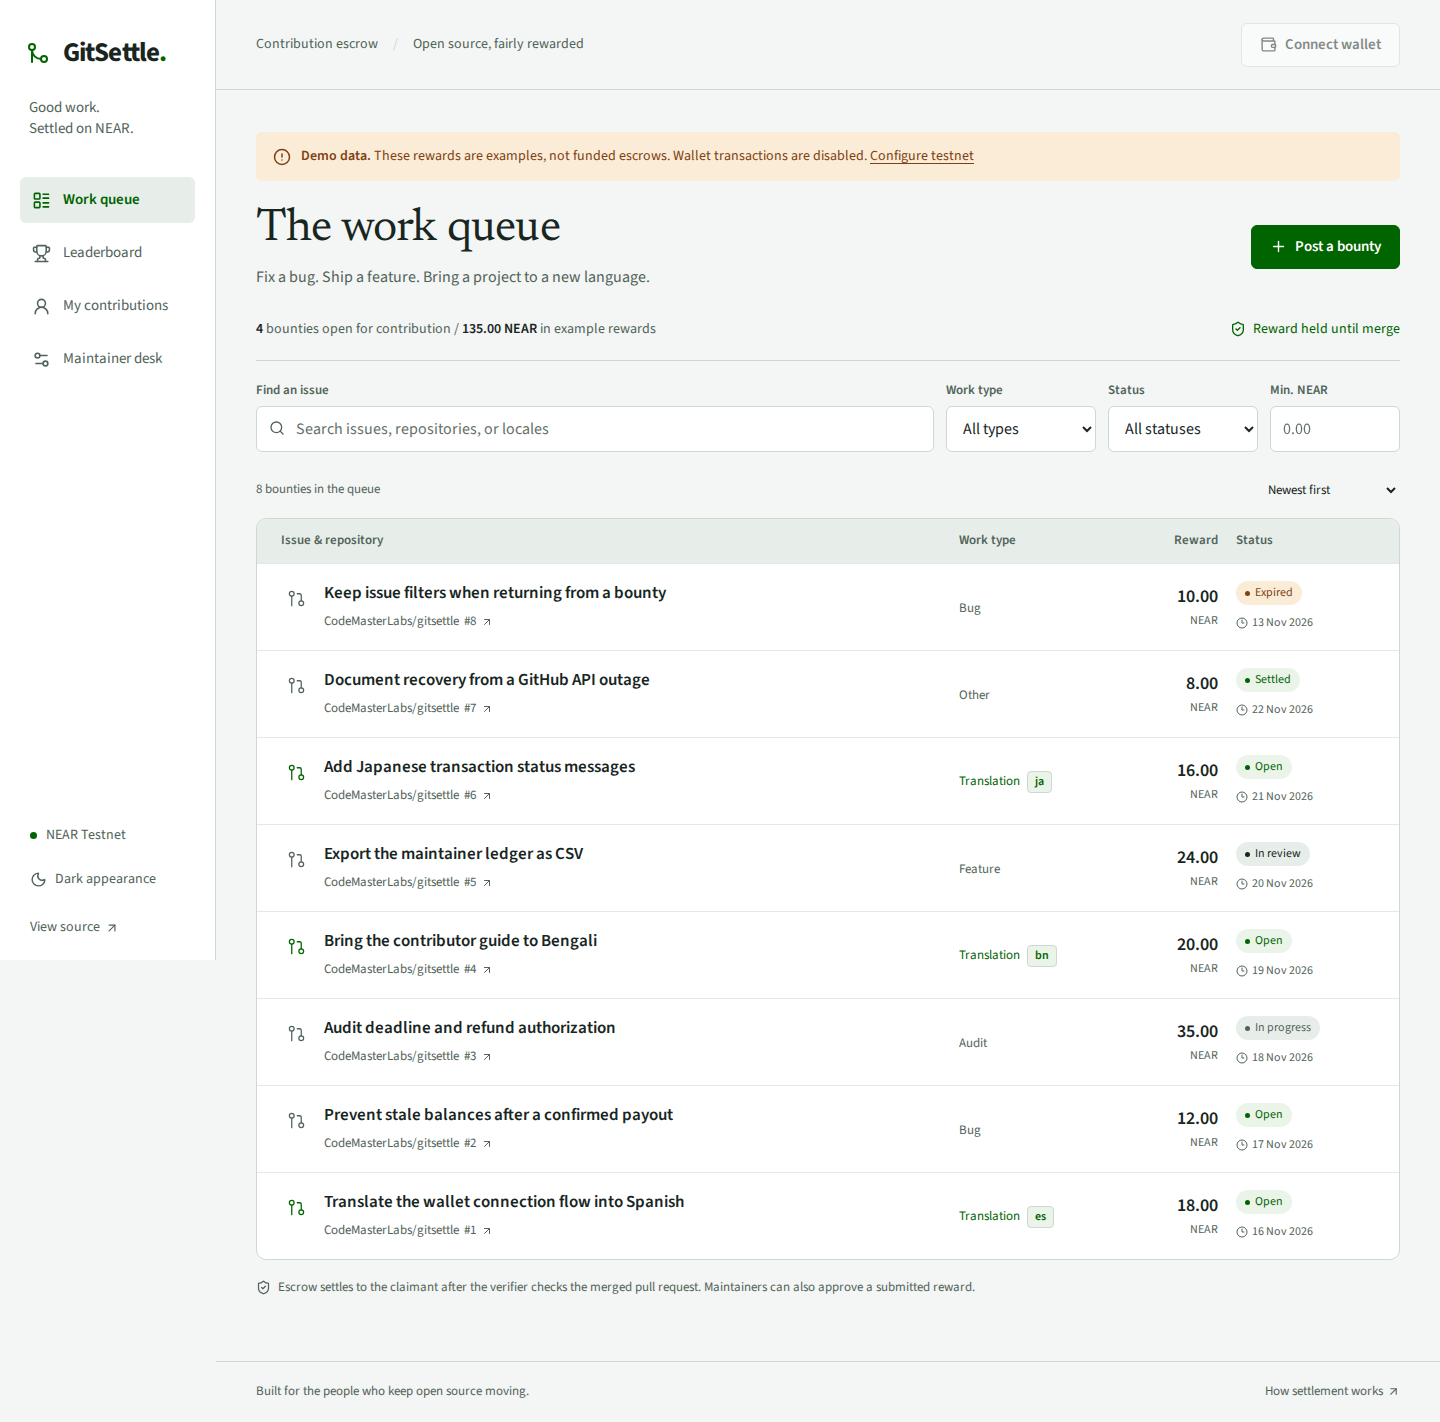 GitSettle.
Good work.
Settled on NEAR.
Work queue
Leaderboard
My contributions
Maintainer desk
NEAR Testnet
Dark appearance
View source
Contribution escrow / Open source, fairly rewarded
Connect wallet
Demo data. These rewards are examples, not funded escrows. Wallet transactions are disabled. Configure testnet
The work queue
Post a bounty
Fix a bug. Ship a feature. Bring a project to a new language.
4 bounties open for contribution / 135.00 NEAR in example rewards
Reward held until merge
Find an issue
Work type
Status
Min. NEAR
Search issues, repositories, or locales
All types
All statuses
0.00
8 bounties in the queue
Newest first
Issue & repository
Work type
Reward
Status
Keep issue filters when returning from a bounty
CodeMasterLabs/gitsettle #8
Bug
10.00
NEAR
Expired
13 Nov 2026
Document recovery from a GitHub API outage
CodeMasterLabs/gitsettle #7
Other
8.00
NEAR
Settled
22 Nov 2026
Add Japanese transaction status messages
CodeMasterLabs/gitsettle #6
Translation ja
16.00
NEAR
Open
21 Nov 2026
Export the maintainer ledger as CSV
CodeMasterLabs/gitsettle #5
Feature
24.00
NEAR
In review
20 Nov 2026
Bring the contributor guide to Bengali
CodeMasterLabs/gitsettle #4
Translation bn
20.00
NEAR
Open
19 Nov 2026
Audit deadline and refund authorization
CodeMasterLabs/gitsettle #3
Audit
35.00
NEAR
In progress
18 Nov 2026
Prevent stale balances after a confirmed payout
CodeMasterLabs/gitsettle #2
Bug
12.00
NEAR
Open
17 Nov 2026
Translate the wallet connection flow into Spanish
CodeMasterLabs/gitsettle #1
Translation es
18.00
NEAR
Open
16 Nov 2026
Escrow settles to the claimant after the verifier checks the merged pull request. Maintainers can also approve a submitted reward.
Built for the people who keep open source moving.
How settlement works